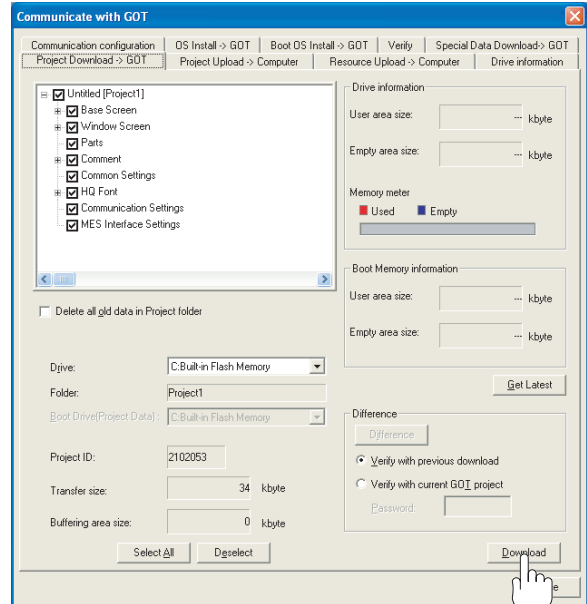 Communicate with GOT
Communication configuration OS Install -> GOT Boot OS Install -> GOT Verify Special Data Download-> GOT
Project Download -> GOT Project Upload -> Computer Resource Upload -> Computer Drive information
Untitled [Project1]
Base Screen
Window Screen
Parts
Comment
Common Settings
HQ Font
Communication Settings
MES Interface Settings
Delete all old data in Project folder
Drive: C:Built-in Flash Memory
Folder: Project1
Boot Drive(Project Data) : C:Built-in Flash Memory
Project ID: 2102053
Transfer size: 34 kbyte
Buffering area size: 0 kbyte
Select All Deselect
Drive information
User area size: --- kbyte
Empty area size: --- kbyte
Memory meter
Used Empty
Boot Memory information
User area size: --- kbyte
Empty area size: --- kbyte
Get Latest
Difference
Difference
Verify with previous download
Verify with current GOT project
Password:
Download